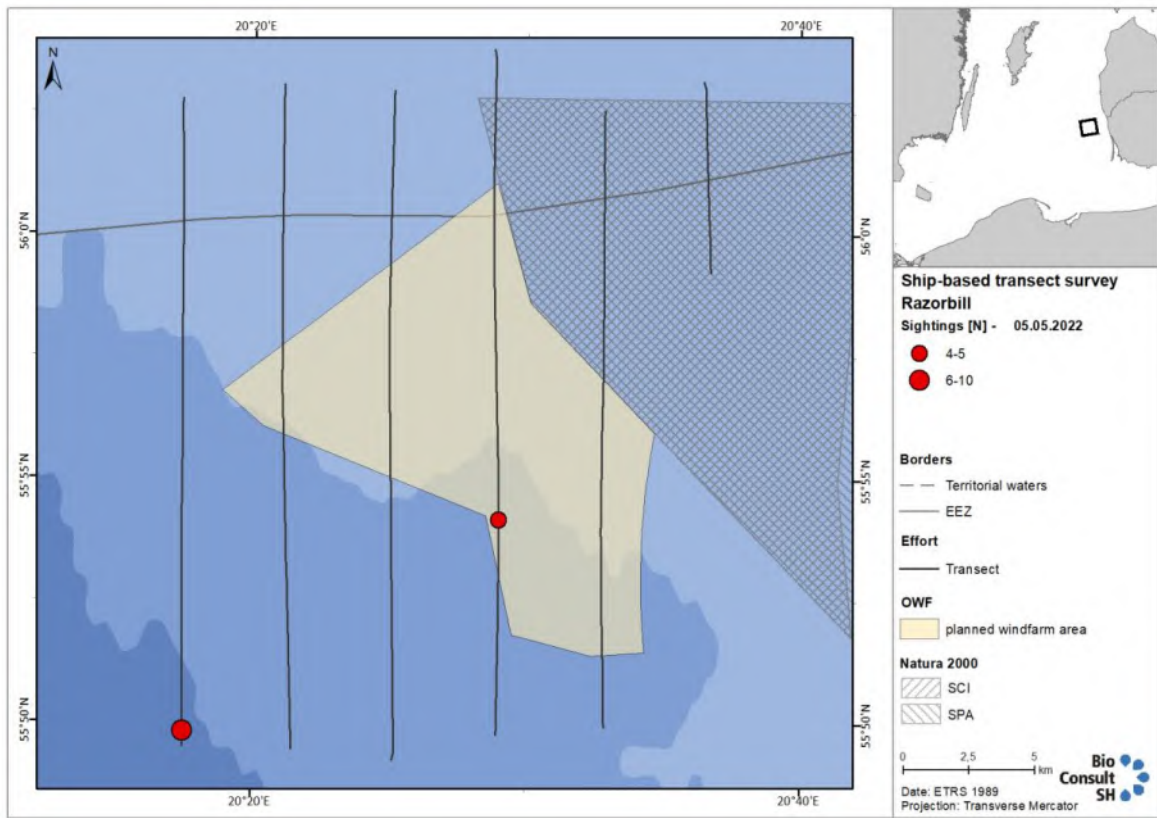 20°20'E
20°40'E
N
56°0'N
56°0'N
55°55'N
55°55'N
55°50'N
55°50'N
20°20'E
20°40'E
Ship-based transect survey
Razorbill
Sightings [N] - 05.05.2022
4-5
6-10
Borders
Territorial waters
EEZ
Effort
Transect
OWF
planned windfarm area
Natura 2000
SCI
SPA
0 2,5 5
km
Date: ETRS 1989
Projection: Transverse Mercator
Bio
Consult
SH